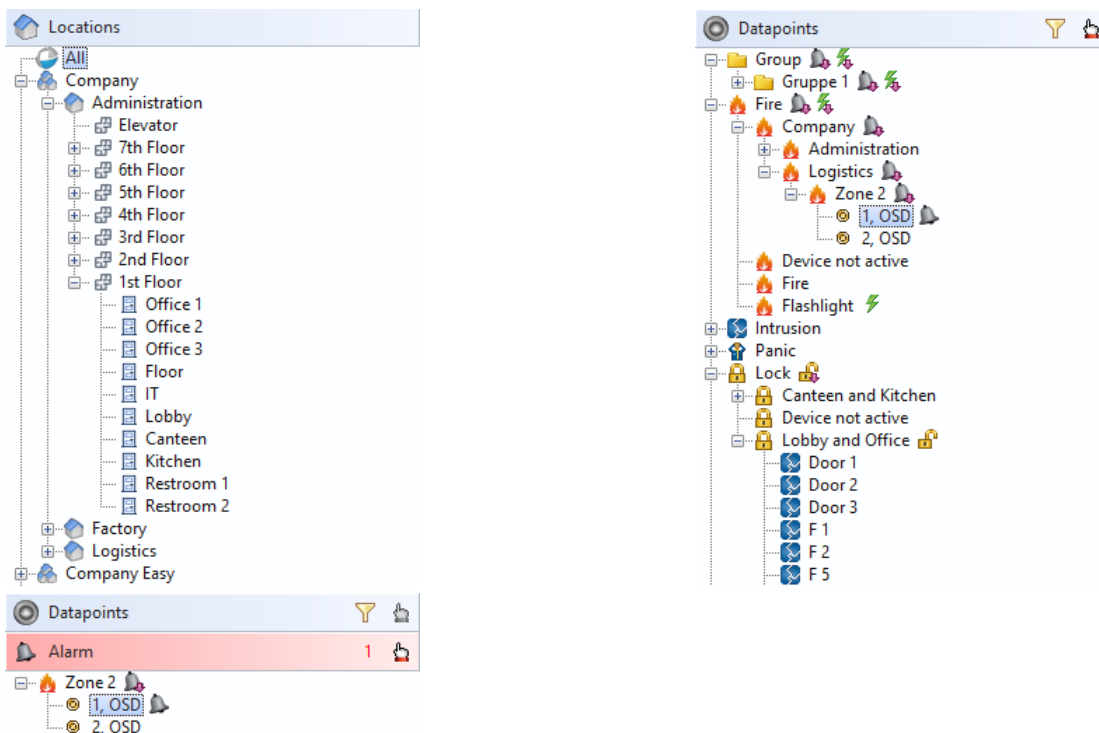 Locations
All
Company
Administration
Elevator
7th Floor
6th Floor
5th Floor
4th Floor
3rd Floor
2nd Floor
1st Floor
Office 1
Office 2
Office 3
Floor
IT
Lobby
Canteen
Kitchen
Restroom 1
Restroom 2
Factory
Logistics
Company Easy
Datapoints
Alarm 1
Zone 2
1, OSD
2, OSD
Datapoints
Group
Gruppe 1
Fire
Company
Administration
Logistics
Zone 2
1, OSD
2, OSD
Device not active
Fire
Flashlight
Intrusion
Panic
Lock
Canteen and Kitchen
Device not active
Lobby and Office
Door 1
Door 2
Door 3
F 1
F 2
F 5